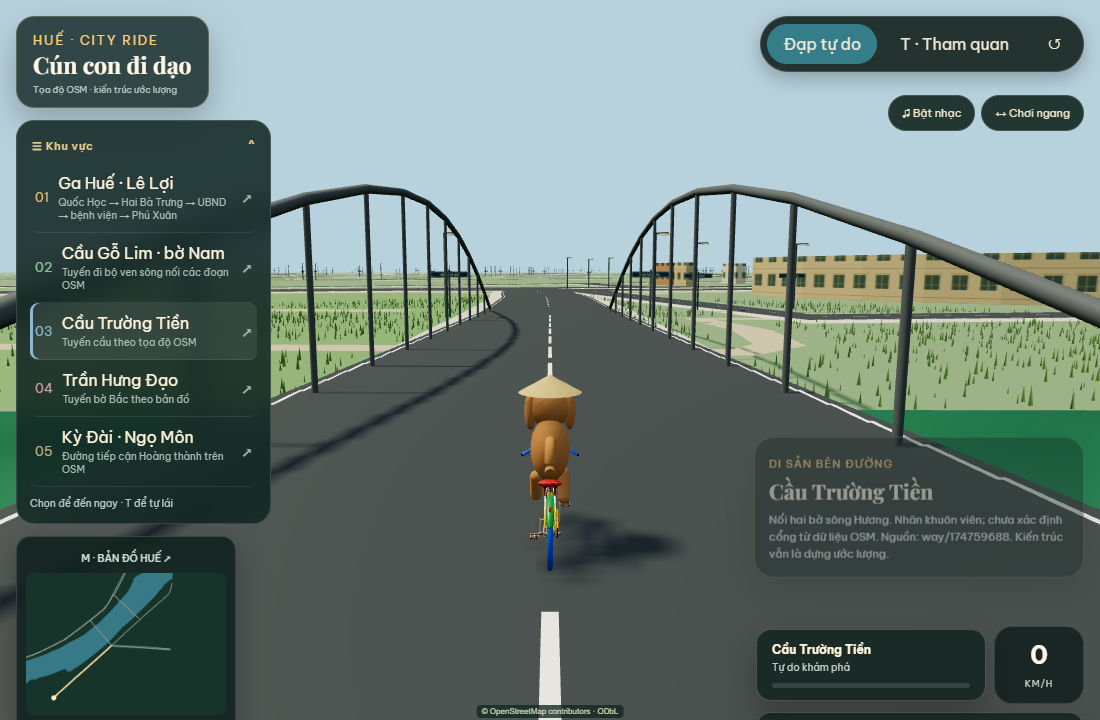 HUẾ · CITY RIDE
Cún con đi dạo
Tọa độ OSM · kiến trúc ước lượng
Đạp tự do
T · Tham quan
↺
♫ Bật nhạc
↔ Chơi ngang
☰ Khu vực
^
01
Ga Huế · Lê Lợi
↗
Quốc Học → Hai Bà Trưng → UBND
→ bệnh viện → Phú Xuân
02
Cầu Gỗ Lim · bờ Nam
↗
Tuyến đi bộ ven sông nối các đoạn
OSM
03
Cầu Trường Tiền
↗
Tuyến cầu theo tọa độ OSM
04
Trần Hưng Đạo
↗
Tuyến bờ Bắc theo bản đồ
05
Kỳ Đài · Ngọ Môn
↗
Đường tiếp cận Hoàng thành trên
OSM
Chọn để đến ngay · T để tự lái
M · BẢN ĐỒ HUẾ ↗
DI SẢN BÊN ĐƯỜNG
Cầu Trường Tiền
Nối hai bờ sông Hương. Nhãn khuôn viên; chưa xác định
cổng từ dữ liệu OSM. Nguồn: way/174759688. Kiến trúc
vẫn là dựng ước lượng.
Cầu Trường Tiền
Tự do khám phá
0
KM/H
© OpenStreetMap contributors · ODbL